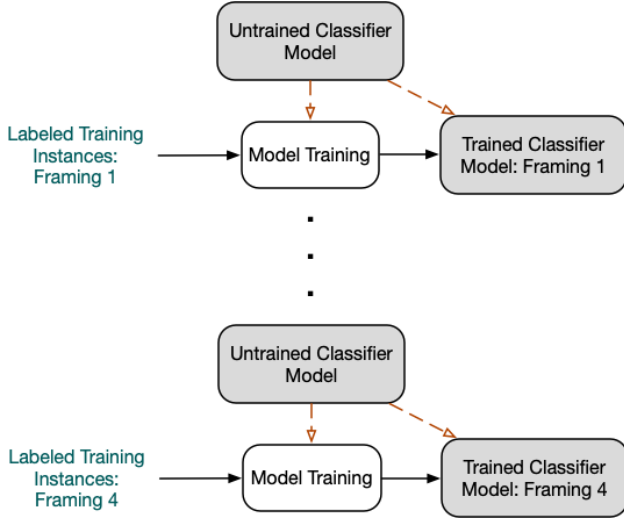 Untrained Classifier
Model
Labeled Training
Instances:
Framing 1
Model Training
Trained Classifier
Model: Framing 1
Untrained Classifier
Model
Labeled Training
Instances:
Framing 4
Model Training
Trained Classifier
Model: Framing 4